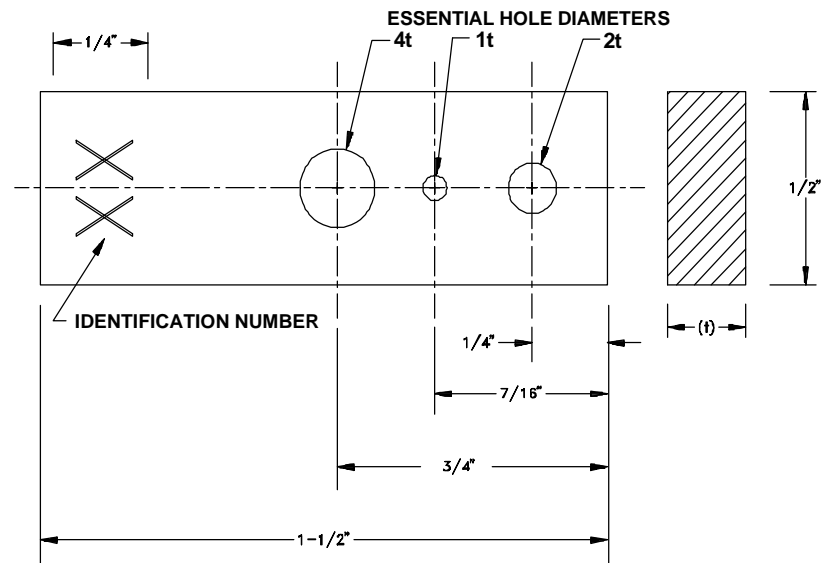 ESSENTIAL HOLE DIAMETERS
1/4"
4t
1t
2t
XX
1/2"
IDENTIFICATION NUMBER
1/4"
(t)
7/16"
3/4"
1-1/2"